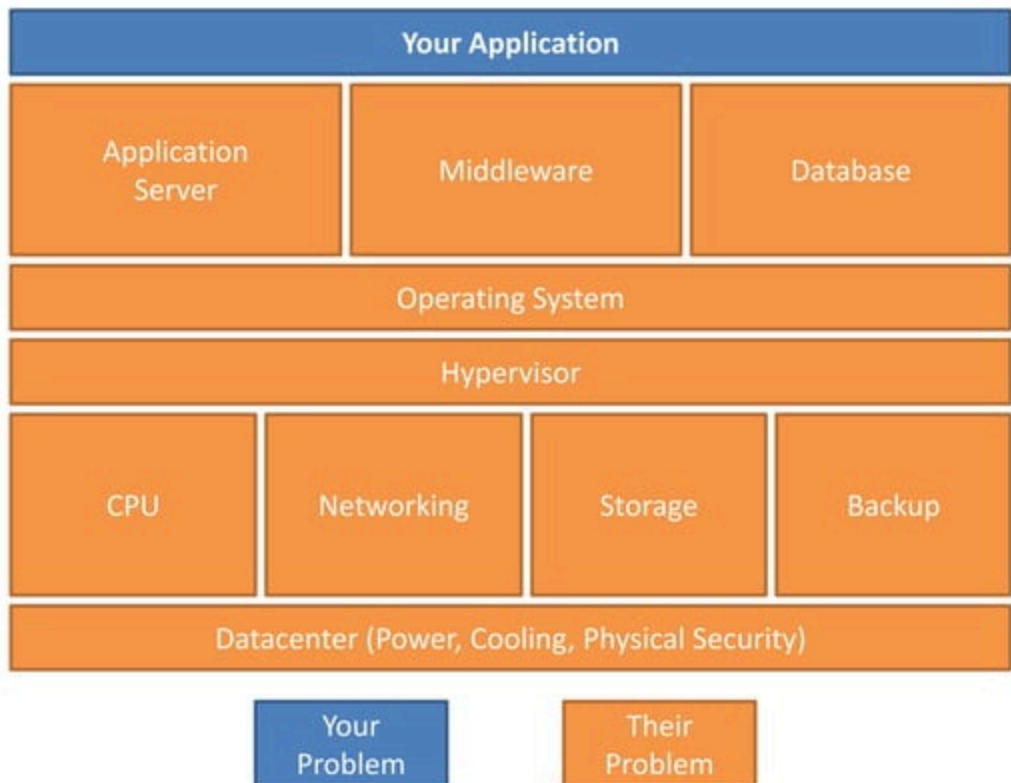 Your Application
Application
Server
Middleware
Database
Operating System
Hypervisor
CPU
Networking
Storage
Backup
Datacenter (Power, Cooling, Physical Security)
Your
Problem
Their
Problem